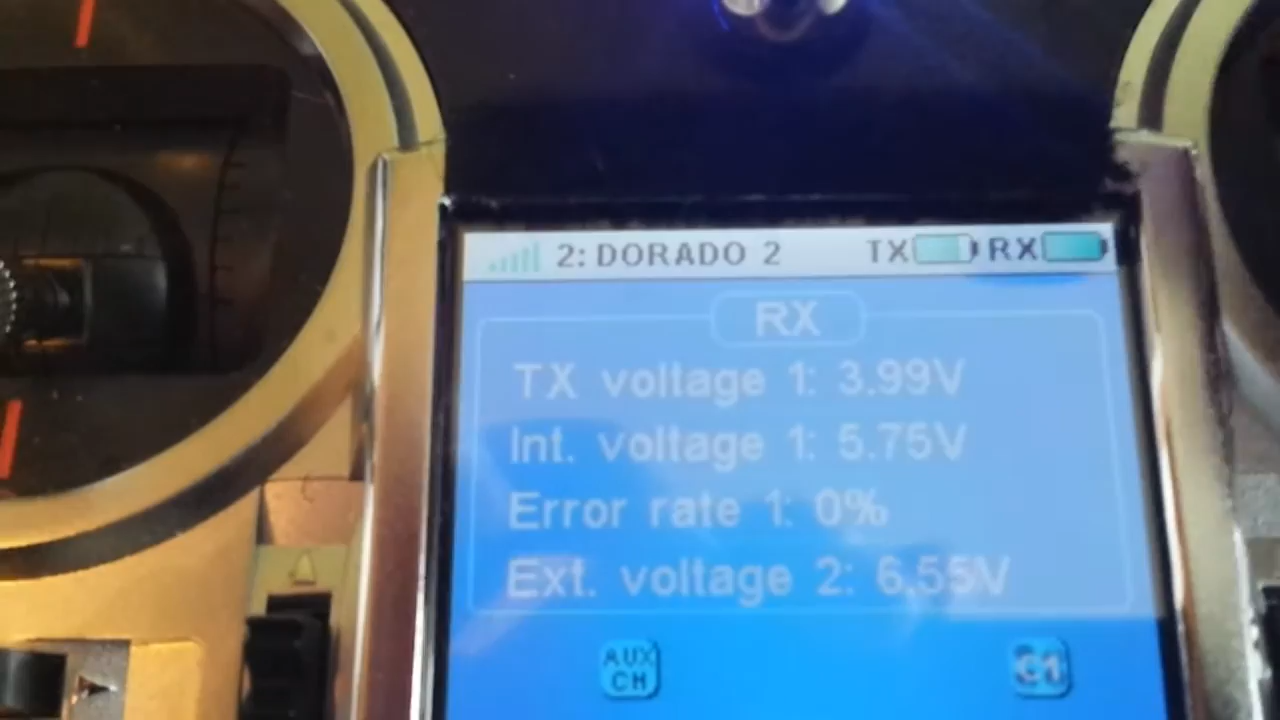 2: DORADO 2 TX RX
RX
TX voltage 1: 3.99V
Int. voltage 1: 5.75V
Error rate 1: 0%
Ext. voltage 2: 6.55V
AUX CH C1